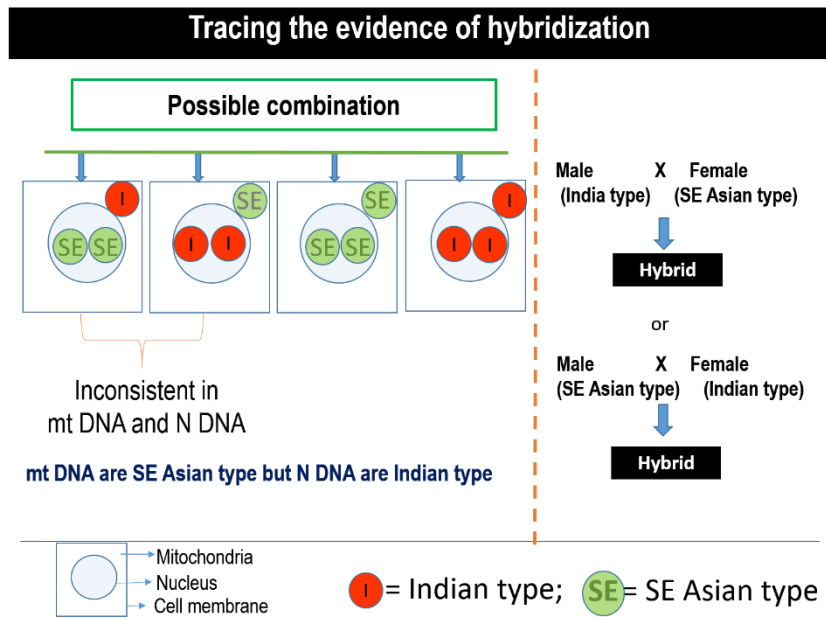 Tracing the evidence of hybridization
Possible combination
I
SE SE
SE
I I
SE
SE SE
I
I I
Inconsistent in
mt DNA and N DNA
mt DNA are SE Asian type but N DNA are Indian type
Male X Female
(India type) (SE Asian type)
Hybrid
or
Male X Female
(SE Asian type) (Indian type)
Hybrid
Mitochondria
Nucleus
Cell membrane
I = Indian type; SE = SE Asian type